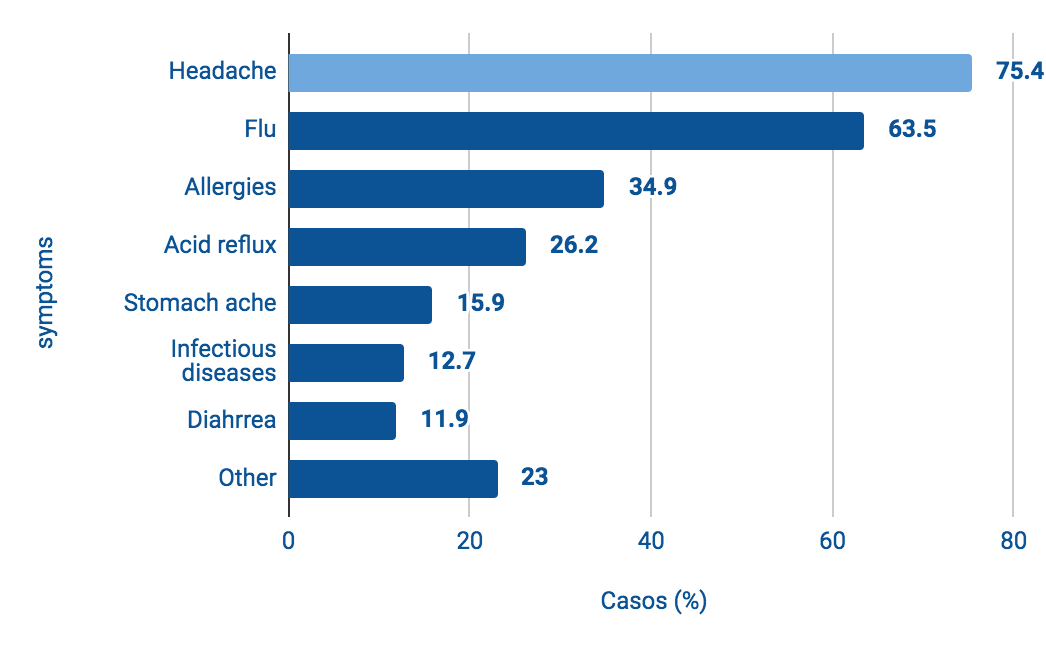 Headache
75.4
Flu
63.5
Allergies
34.9
Acid reflux
26.2
Stomach ache
15.9
Infectious
diseases
12.7
Diahrrea
11.9
Other
23
symptoms
0 20 40 60 80
Casos (%)